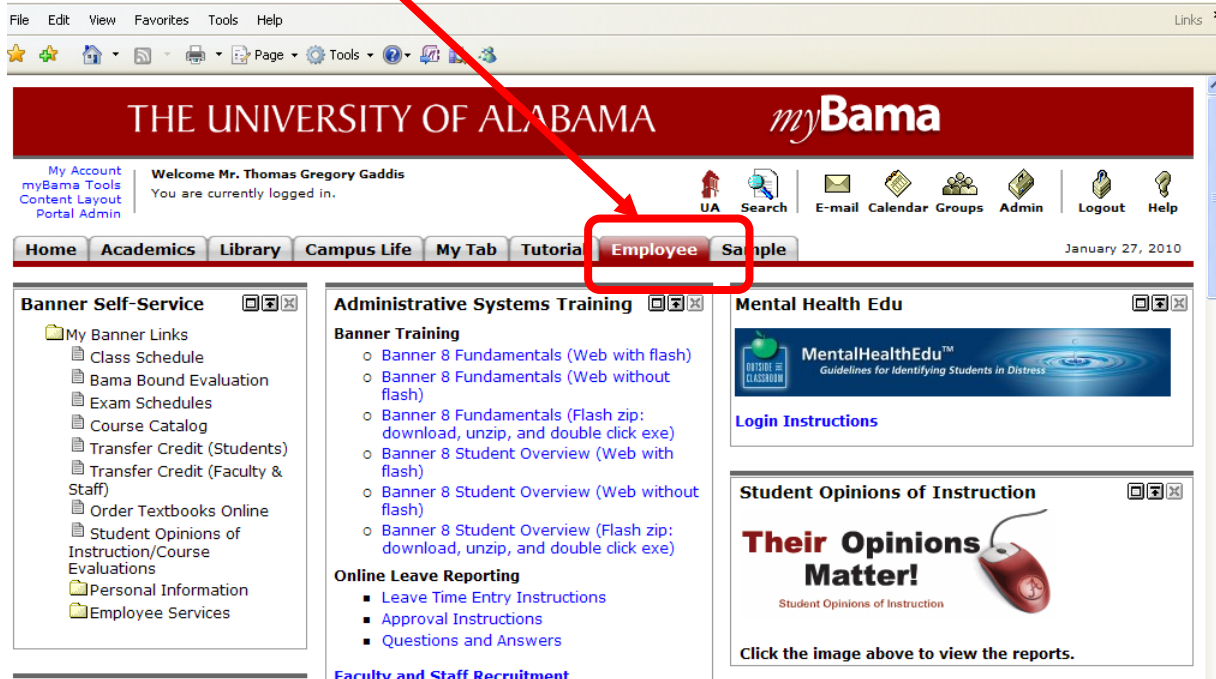 File Edit View Favorites Tools Help Links
Page Tools
THE UNIVERSITY OF ALABAMA myBama
My Account
myBama Tools
Content Layout
Portal Admin
Welcome Mr. Thomas Gregory Gaddis
You are currently logged in.
UA Search E-mail Calendar Groups Admin Logout Help
Home Academics Library Campus Life My Tab Tutorial Employee Sample January 27, 2010
Banner Self-Service
My Banner Links
Class Schedule
Bama Bound Evaluation
Exam Schedules
Course Catalog
Transfer Credit (Students)
Transfer Credit (Faculty &
Staff)
Order Textbooks Online
Student Opinions of
Instruction/Course
Evaluations
Personal Information
Employee Services
Administrative Systems Training
Banner Training
Banner 8 Fundamentals (Web with flash)
Banner 8 Fundamentals (Web without
flash)
Banner 8 Fundamentals (Flash zip:
download, unzip, and double click exe)
Banner 8 Student Overview (Web with
flash)
Banner 8 Student Overview (Web without
flash)
Banner 8 Student Overview (Flash zip:
download, unzip, and double click exe)
Online Leave Reporting
Leave Time Entry Instructions
Approval Instructions
Questions and Answers
Faculty and Staff Recruitment
Mental Health Edu
OUTSIDE THE
CLASSROOM
MentalHealthEdu™
Guidelines for Identifying Students in Distress
Login Instructions
Student Opinions of Instruction
Their Opinions
Matter!
Student Opinions of Instruction
Click the image above to view the reports.